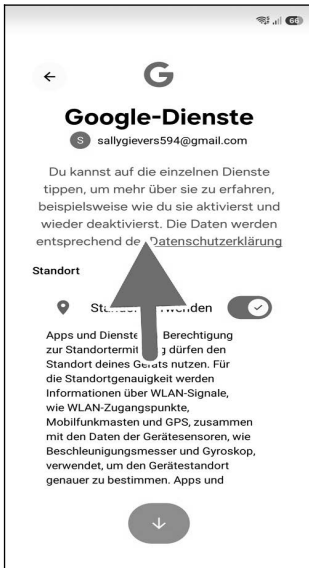 66
G
Google-Dienste
S sallygievers594@gmail.com
Du kannst auf die einzelnen Dienste
tippen, um mehr über sie zu erfahren,
beispielsweise wie du sie aktivierst und
wieder deaktivierst. Die Daten werden
entsprechend de Datenschutzerklärung
Standort
Apps und Dienste Berechtigung
zur Standortermit g dürfen den
Standort deines Geräts nutzen. Für
die Standortgenauigkeit werden
Informationen über WLAN-Signale,
wie WLAN-Zugangspunkte,
Mobilfunkmasten und GPS, zusammen
mit den Daten der Gerätesensoren, wie
Beschleunigungsmesser und Gyroskop,
verwendet, um den Gerätestandort
genauer zu bestimmen. Apps und